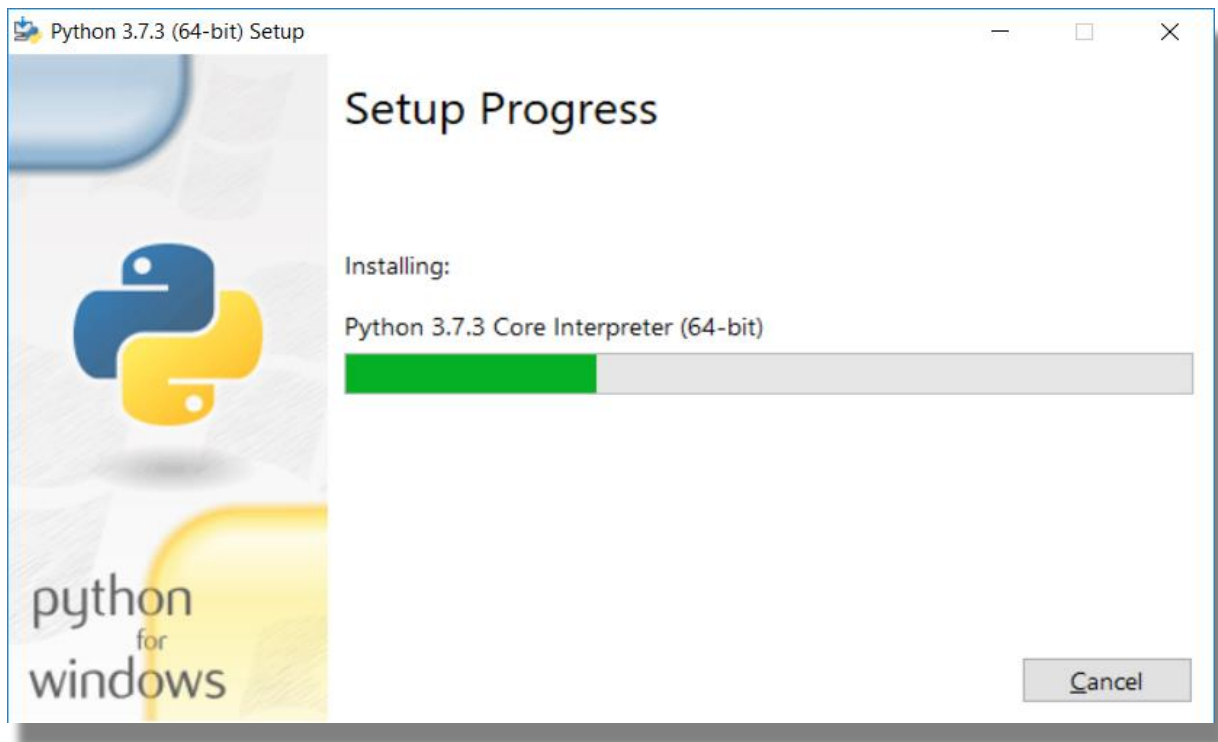 Python 3.7.3 (64-bit) Setup
Setup Progress
Installing:
Python 3.7.3 Core Interpreter (64-bit)
python
for
windows
Cancel